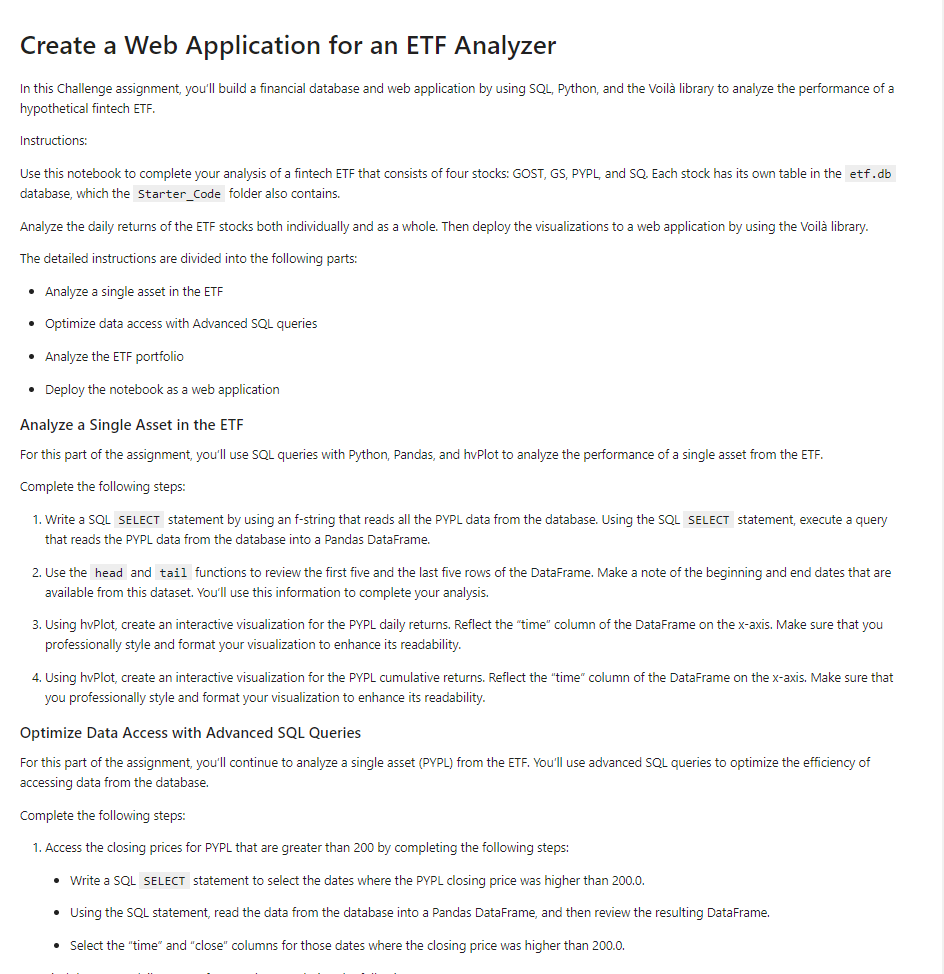 Create a Web Application for an ETF Analyzer
In this Challenge assignment, you'll build a financial database and web application by using SQL, Python, and the Voilà library to analyze the performance of a
hypothetical fintech ETF.
Instructions:
Use this notebook to complete your analysis of a fintech ETF that consists of four stocks: GOST, GS, PYPL, and SQ. Each stock has its own table in the etf.db
database, which the Starter_Code folder also contains.
Analyze the daily returns of the ETF stocks both individually and as a whole. Then deploy the visualizations to a web application by using the Voilà library.
The detailed instructions are divided into the following parts:
• Analyze a single asset in the ETF
• Optimize data access with Advanced SQL queries
• Analyze the ETF portfolio
• Deploy the notebook as a web application
Analyze a Single Asset in the ETF
For this part of the assignment, you'll use SQL queries with Python, Pandas, and hvPlot to analyze the performance of a single asset from the ETF.
Complete the following steps:
1. Write a SQL SELECT statement by using an f-string that reads all the PYPL data from the database. Using the SQL SELECT statement, execute a query
that reads the PYPL data from the database into a Pandas DataFrame.
2. Use the head and tail functions to review the first five and the last five rows of the DataFrame. Make a note of the beginning and end dates that are
available from this dataset. You'll use this information to complete your analysis.
3. Using hvPlot, create an interactive visualization for the PYPL daily returns. Reflect the "time" column of the DataFrame on the x-axis. Make sure that you
professionally style and format your visualization to enhance its readability.
4. Using hvPlot, create an interactive visualization for the PYPL cumulative returns. Reflect the "time" column of the DataFrame on the x-axis. Make sure that
you professionally style and format your visualization to enhance its readability.
Optimize Data Access with Advanced SQL Queries
For this part of the assignment, you'll continue to analyze a single asset (PYPL) from the ETF. You'll use advanced SQL queries to optimize the efficiency of
accessing data from the database.
Complete the following steps:
1. Access the closing prices for PYPL that are greater than 200 by completing the following steps:
• Write a SQL SELECT statement to select the dates where the PYPL closing price was higher than 200.0.
• Using the SQL statement, read the data from the database into a Pandas DataFrame, and then review the resulting DataFrame.
• Select the "time" and "close" columns for those dates where the closing price was higher than 200.0.